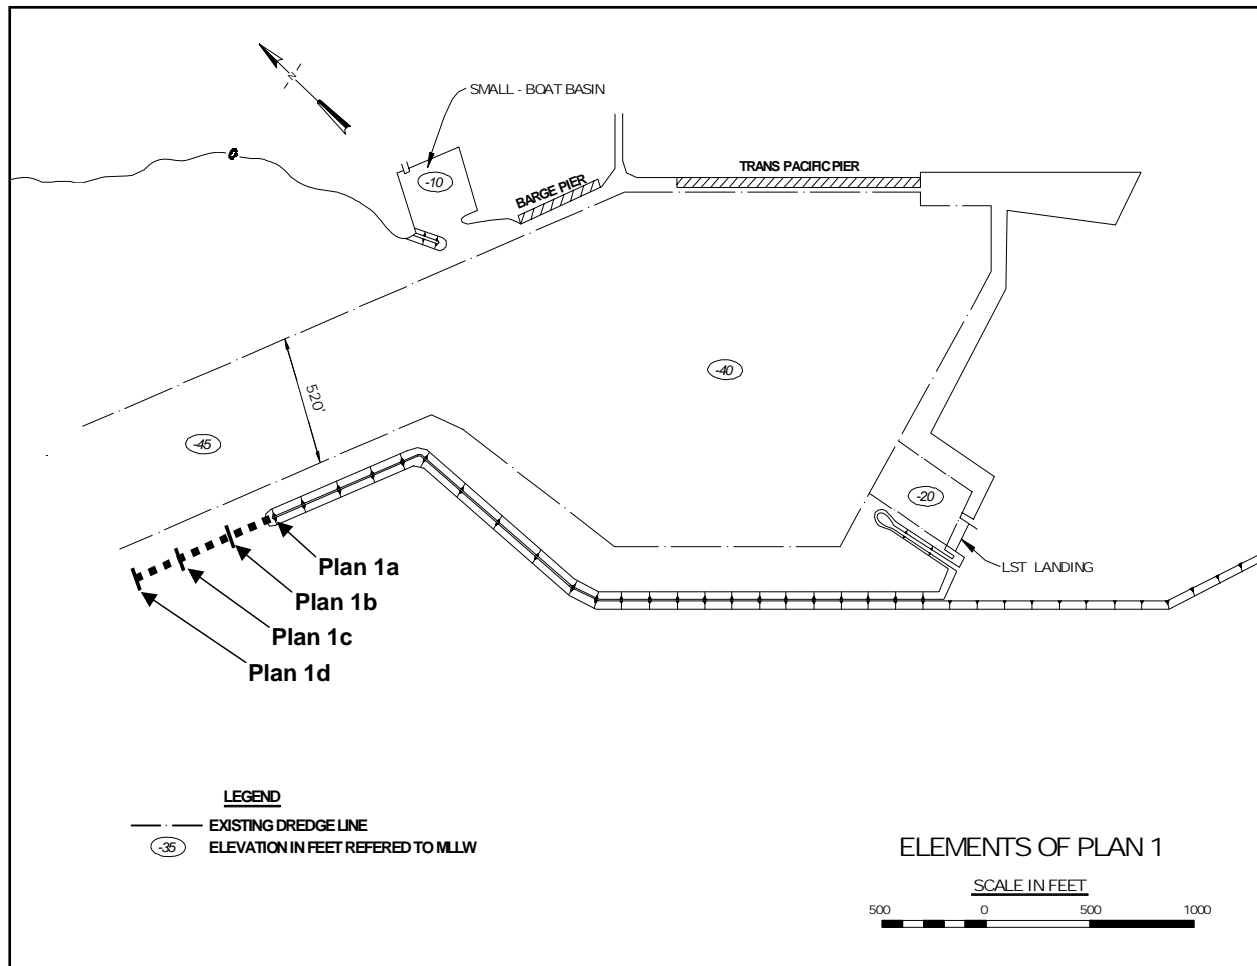 N
SMALL - BOAT BASIN
-10
BARGE PIER
TRANS PACIFIC PIER
520'
-40
-45
-20
LST LANDING
Plan 1a
Plan 1b
Plan 1c
Plan 1d
LEGEND
EXISTING DREDGE LINE
-35 ELEVATION IN FEET REFERED TO MLLW
ELEMENTS OF PLAN 1
SCALE IN FEET
500 0 500 1000